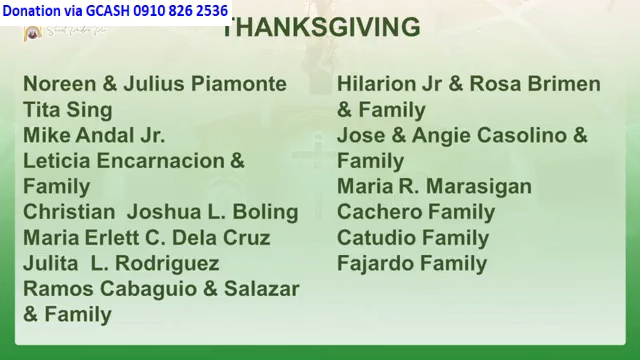 Donation via GCASH 0910 826 2536
THANKSGIVING
Noreen & Julius Piamonte
Tita Sing
Mike Andal Jr.
Leticia Encarnacion &
Family
Christian Joshua L. Boling
Maria Erlett C. Dela Cruz
Julita L. Rodriguez
Ramos Cabaguio & Salazar
& Family
Hilarion Jr & Rosa Brimen
& Family
Jose & Angie Casolino &
Family
Maria R. Marasigan
Cachero Family
Catudio Family
Fajardo Family